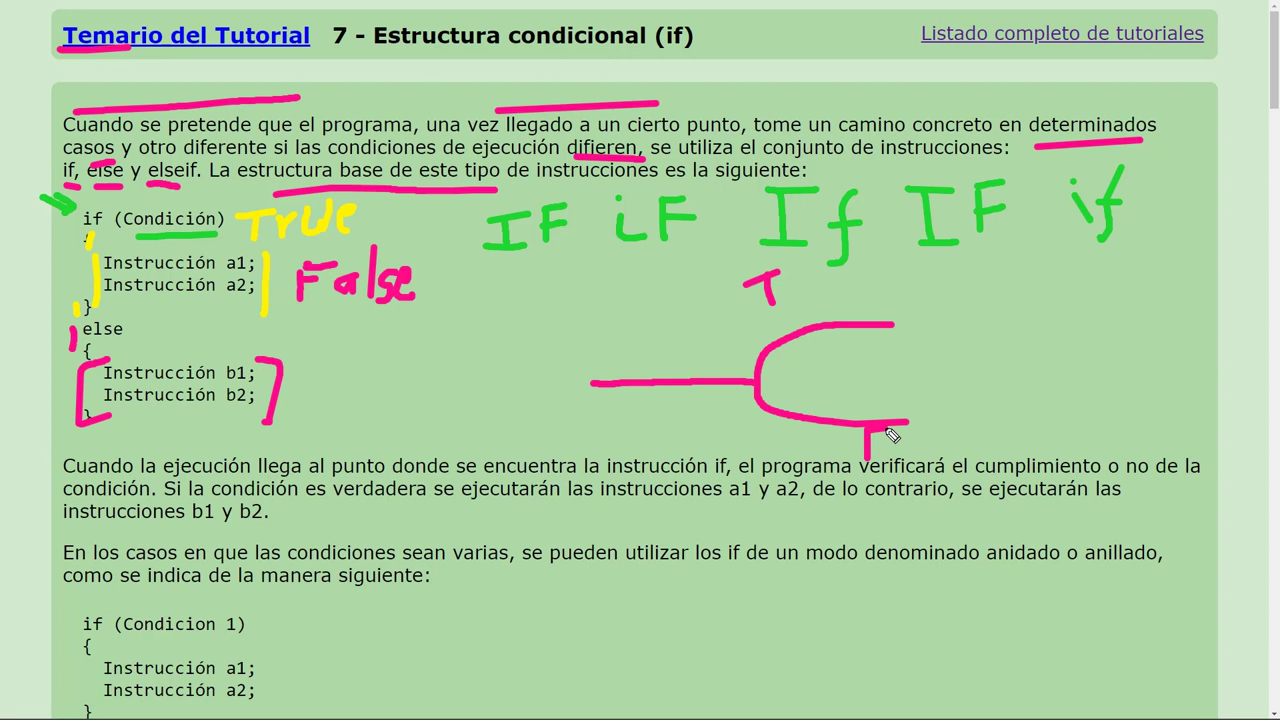 Temario del Tutorial 7 - Estructura condicional (if) Listado completo de tutoriales
Cuando se pretende que el programa, una vez llegado a un cierto punto, tome un camino concreto en determinados
casos y otro diferente si las condiciones de ejecución difieren, se utiliza el conjunto de instrucciones:
if, else y elseif. La estructura base de este tipo de instrucciones es la siguiente:
if (Condición) TrUe IF iF If IF if
{
Instrucción a1; False
Instrucción a2; T
}
else
{
Instrucción b1;
Instrucción b2;
}
Cuando la ejecución llega al punto donde se encuentra la instrucción if, el programa verificará el cumplimiento o no de la
condición. Si la condición es verdadera se ejecutarán las instrucciones a1 y a2, de lo contrario, se ejecutarán las
instrucciones b1 y b2.
En los casos en que las condiciones sean varias, se pueden utilizar los if de un modo denominado anidado o anillado,
como se indica de la manera siguiente:
if (Condicion 1)
{
Instrucción a1;
Instrucción a2;
}